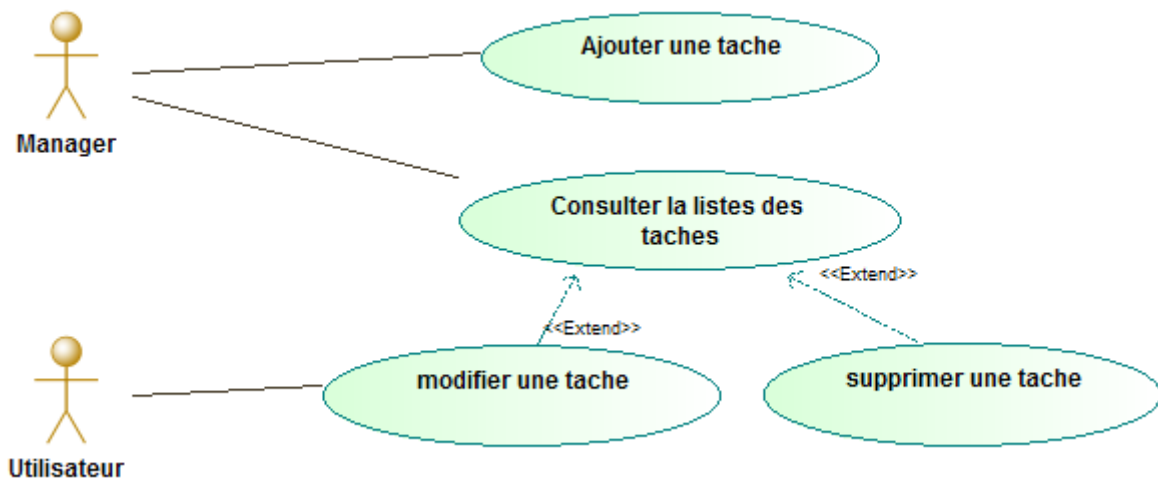 Ajouter une tache
Manager
Consulter la listes des
taches
<<Extend>>
<<Extend>>
modifier une tache
supprimer une tache
Utilisateur